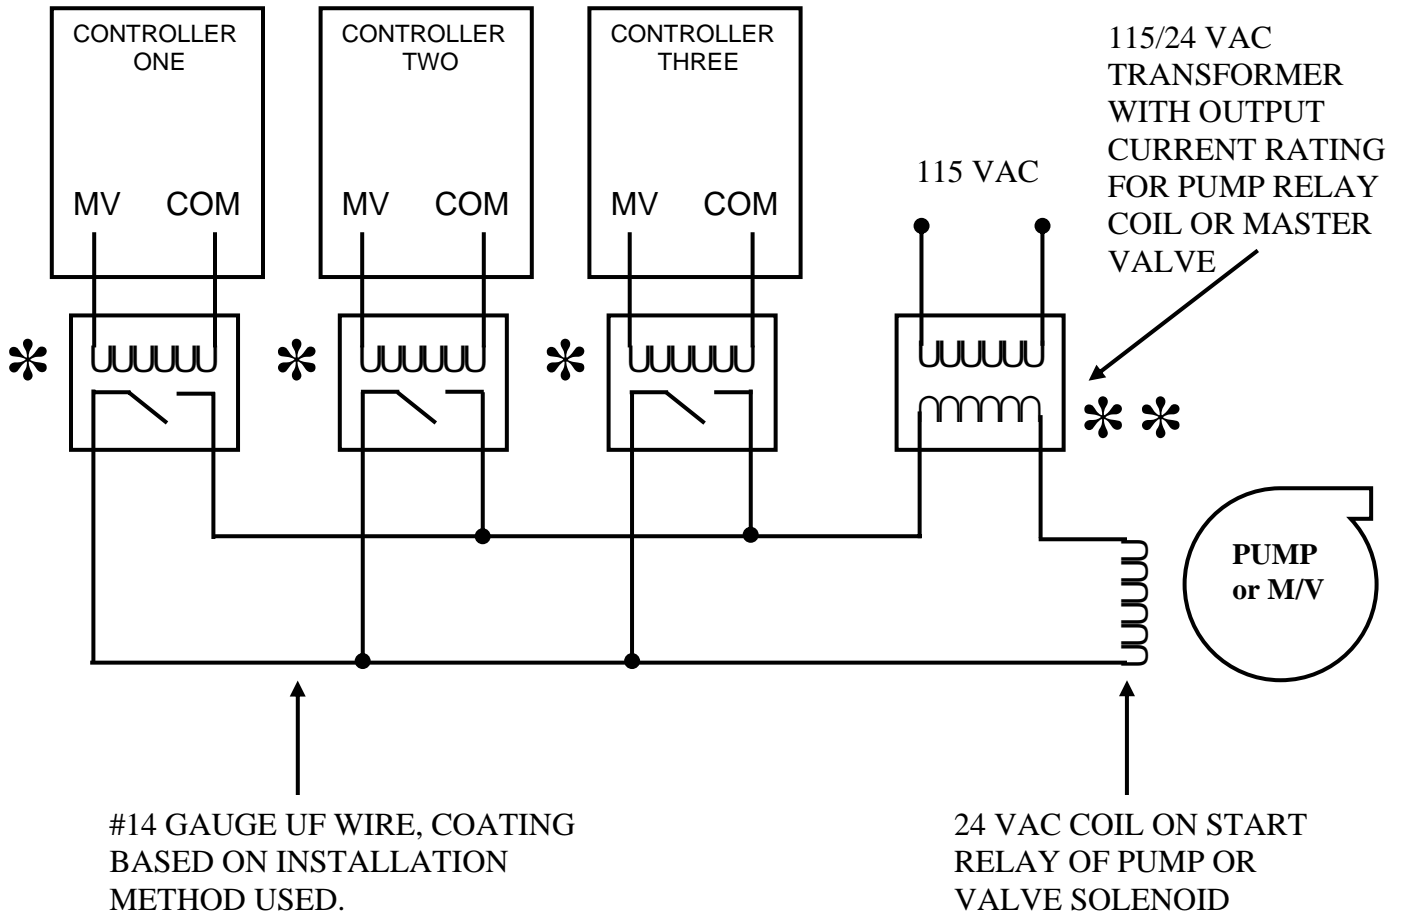 CONTROLLER
ONE
MV COM
CONTROLLER
TWO
MV COM
CONTROLLER
THREE
MV COM
115 VAC
115/24 VAC
TRANSFORMER
WITH OUTPUT
CURRENT RATING
FOR PUMP RELAY
COIL OR MASTER
VALVE
*
*
*
* *
PUMP
or M/V
#14 GAUGE UF WIRE, COATING
BASED ON INSTALLATION
METHOD USED.
24 VAC COIL ON START
RELAY OF PUMP OR
VALVE SOLENOID